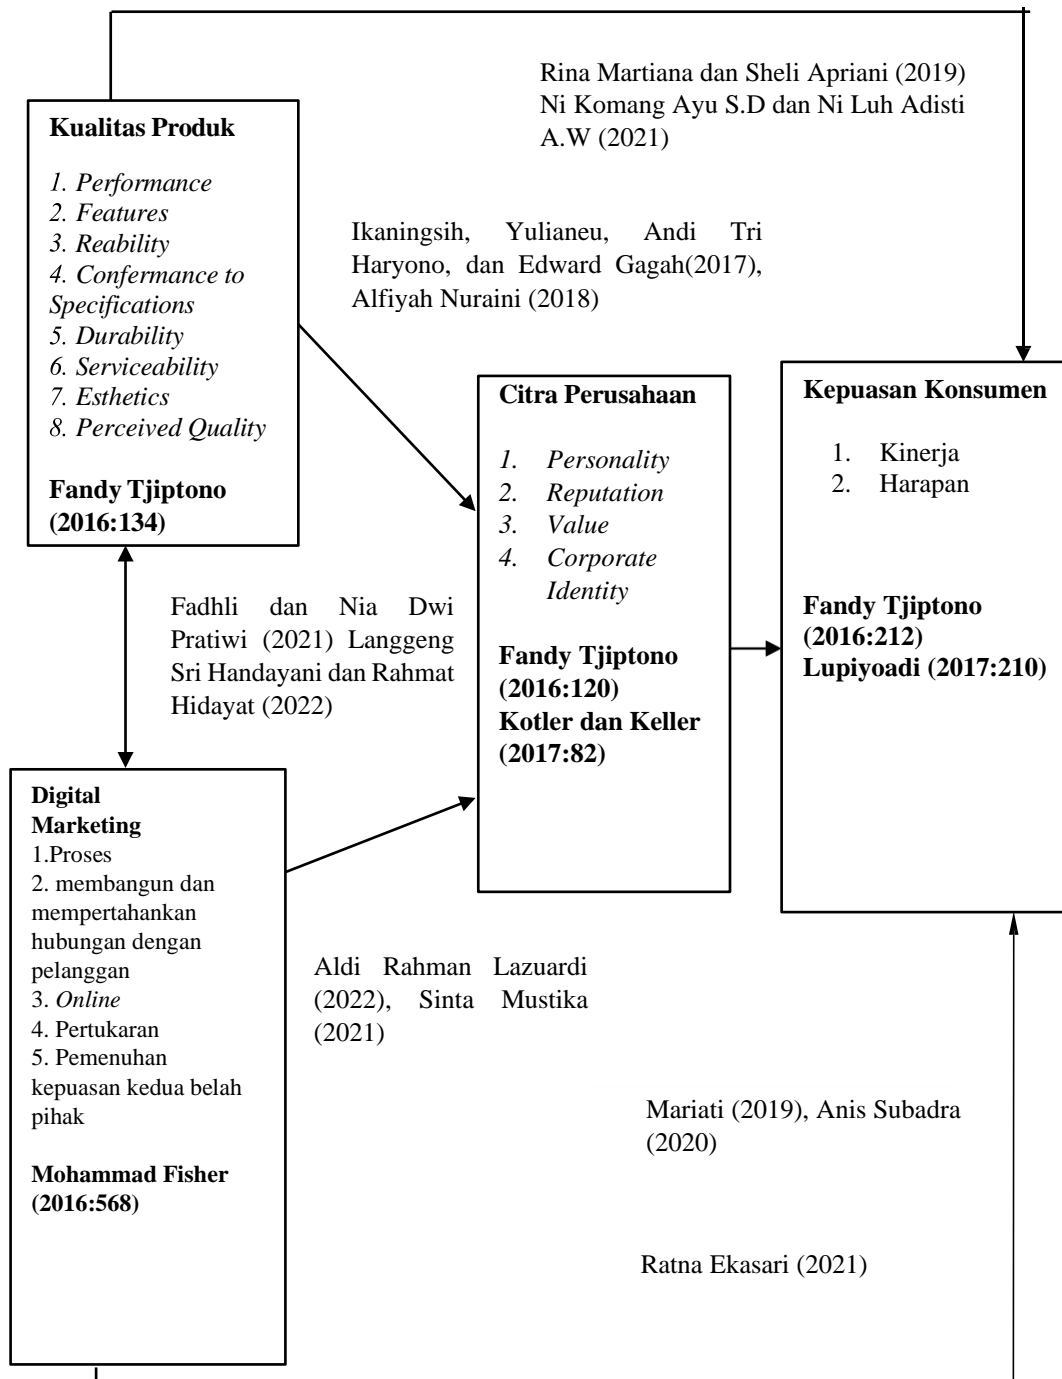 Rina Martiana dan Sheli Apriani (2019)
Ni Komang Ayu S.D dan Ni Luh Adisti
A.W (2021)
Kualitas Produk
1. Performance
2. Features
3. Reability
4. Confermance to
Specifications
5. Durability
6. Serviceability
7. Esthetics
8. Perceived Quality
Fandy Tjiptono
(2016:134)
Ikaningsih, Yulianeu, Andi Tri
Haryono, dan Edward Gagah(2017),
Alfiyah Nuraini (2018)
Citra Perusahaan
1. Personality
2. Reputation
3. Value
4. Corporate
Identity
Fandy Tjiptono
(2016:120)
Kotler dan Keller
(2017:82)
Kepuasan Konsumen
1. Kinerja
2. Harapan
Fandy Tjiptono
(2016:212)
Lupiyoadi (2017:210)
Fadhli dan Nia Dwi
Pratiwi (2021) Langgeng
Sri Handayani dan Rahmat
Hidayat (2022)
Digital
Marketing
1.Proses
2. membangun dan
mempertahankan
hubungan dengan
pelanggan
3. Online
4. Pertukaran
5. Pemenuhan
kepuasan kedua belah
pihak
Mohammad Fisher
(2016:568)
Aldi Rahman Lazuardi
(2022), Sinta Mustika
(2021)
Mariati (2019), Anis Subadra
(2020)
Ratna Ekasari (2021)